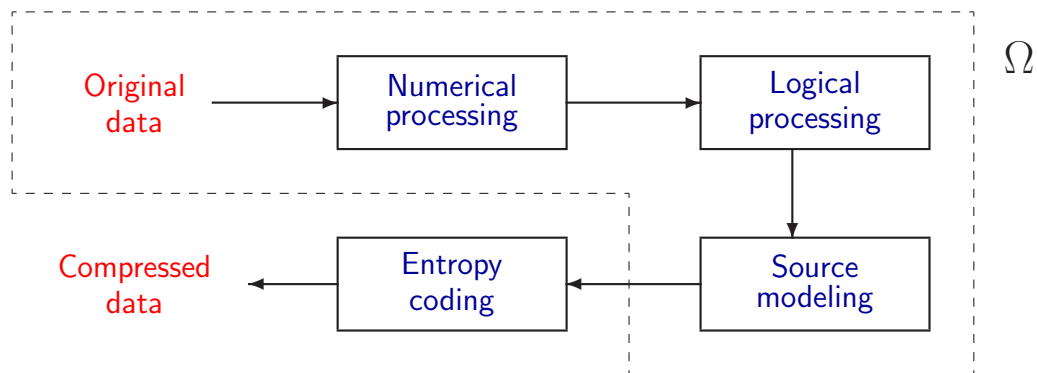 Original
data
Numerical
processing
Logical
processing
Ω
Compressed
data
Entropy
coding
Source
modeling